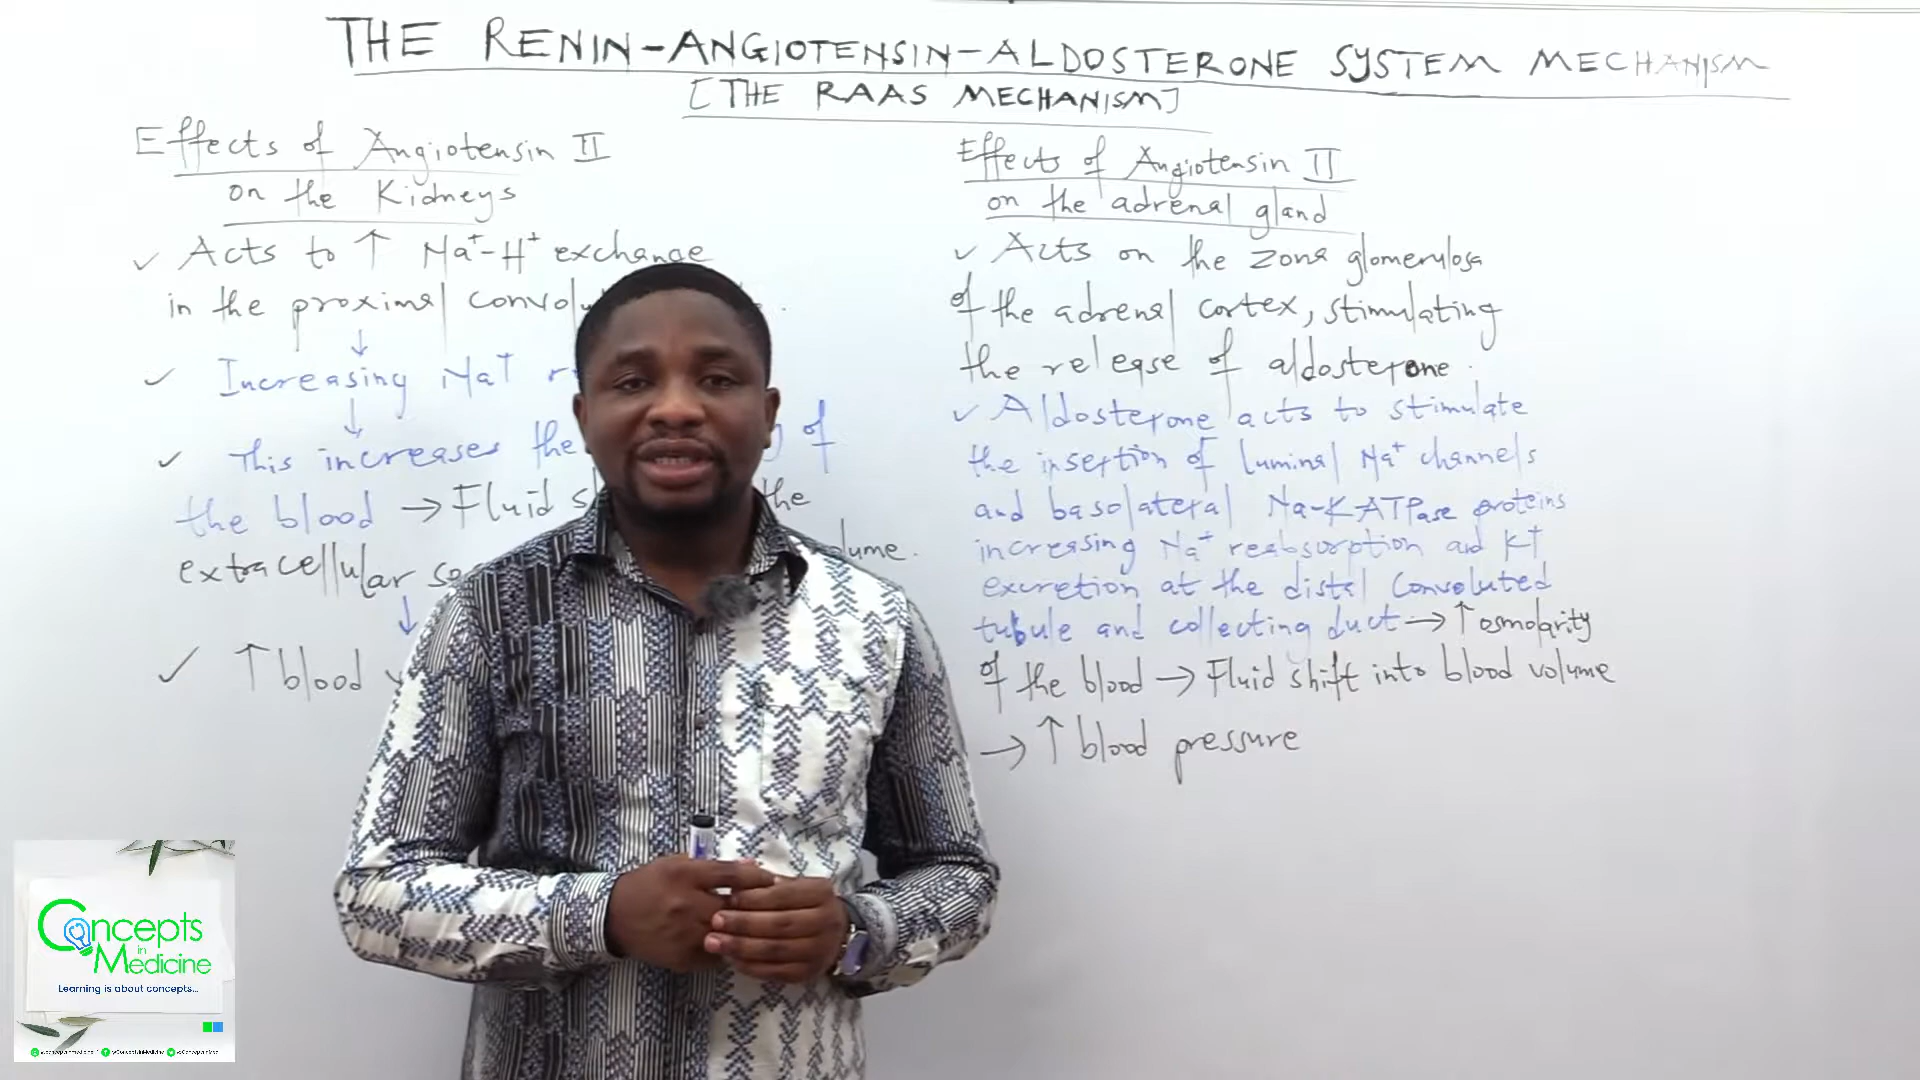 THE RENIN-ANGIOTENSIN-ALDOSTERONE SYSTEM MECHANISM
[THE RAAS MECHANISM]
Effects of Angiotensin II
on the Kidneys
✓ Acts to ↑ Na⁺-H⁺ exchange
in the proximal
↓
✓ Increasing Na⁺
↓
✓ This increases the of
the blood → Fluid the
extracellular
↓
✓ ↑ blood
Effects of Angiotensin II
on the adrenal gland
✓ Acts on the zona glomerulosa
of the adrenal cortex, stimulating
the release of aldosterone.
✓ Aldosterone acts to stimulate
the insertion of luminal Na⁺ channels
and basolateral Na-K-ATPase proteins
increasing Na⁺ reabsorption and K⁺
excretion at the distal convoluted
tubule and collecting duct → ↑ osmolarity
of the blood → Fluid shift into blood volume
→ ↑ blood pressure
Concepts
in
Medicine
Learning is about concepts...